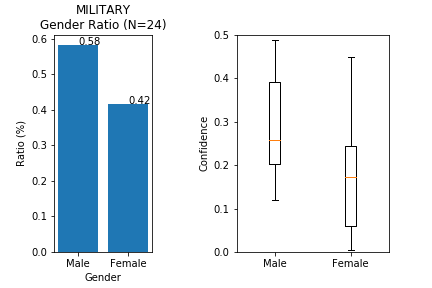 MILITARY
Gender Ratio (N=24)
0.6
0.5
0.4
0.3
0.2
0.1
0.0
Ratio (%)
0.58
0.42
Male Female
Gender
0.5
0.4
0.3
0.2
0.1
0.0
Confidence
Male Female